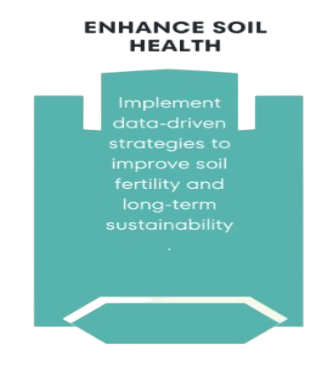 ENHANCE SOIL
HEALTH
Implement
data-driven
strategies to
improve soil
fertility and
long-term
sustainability
.